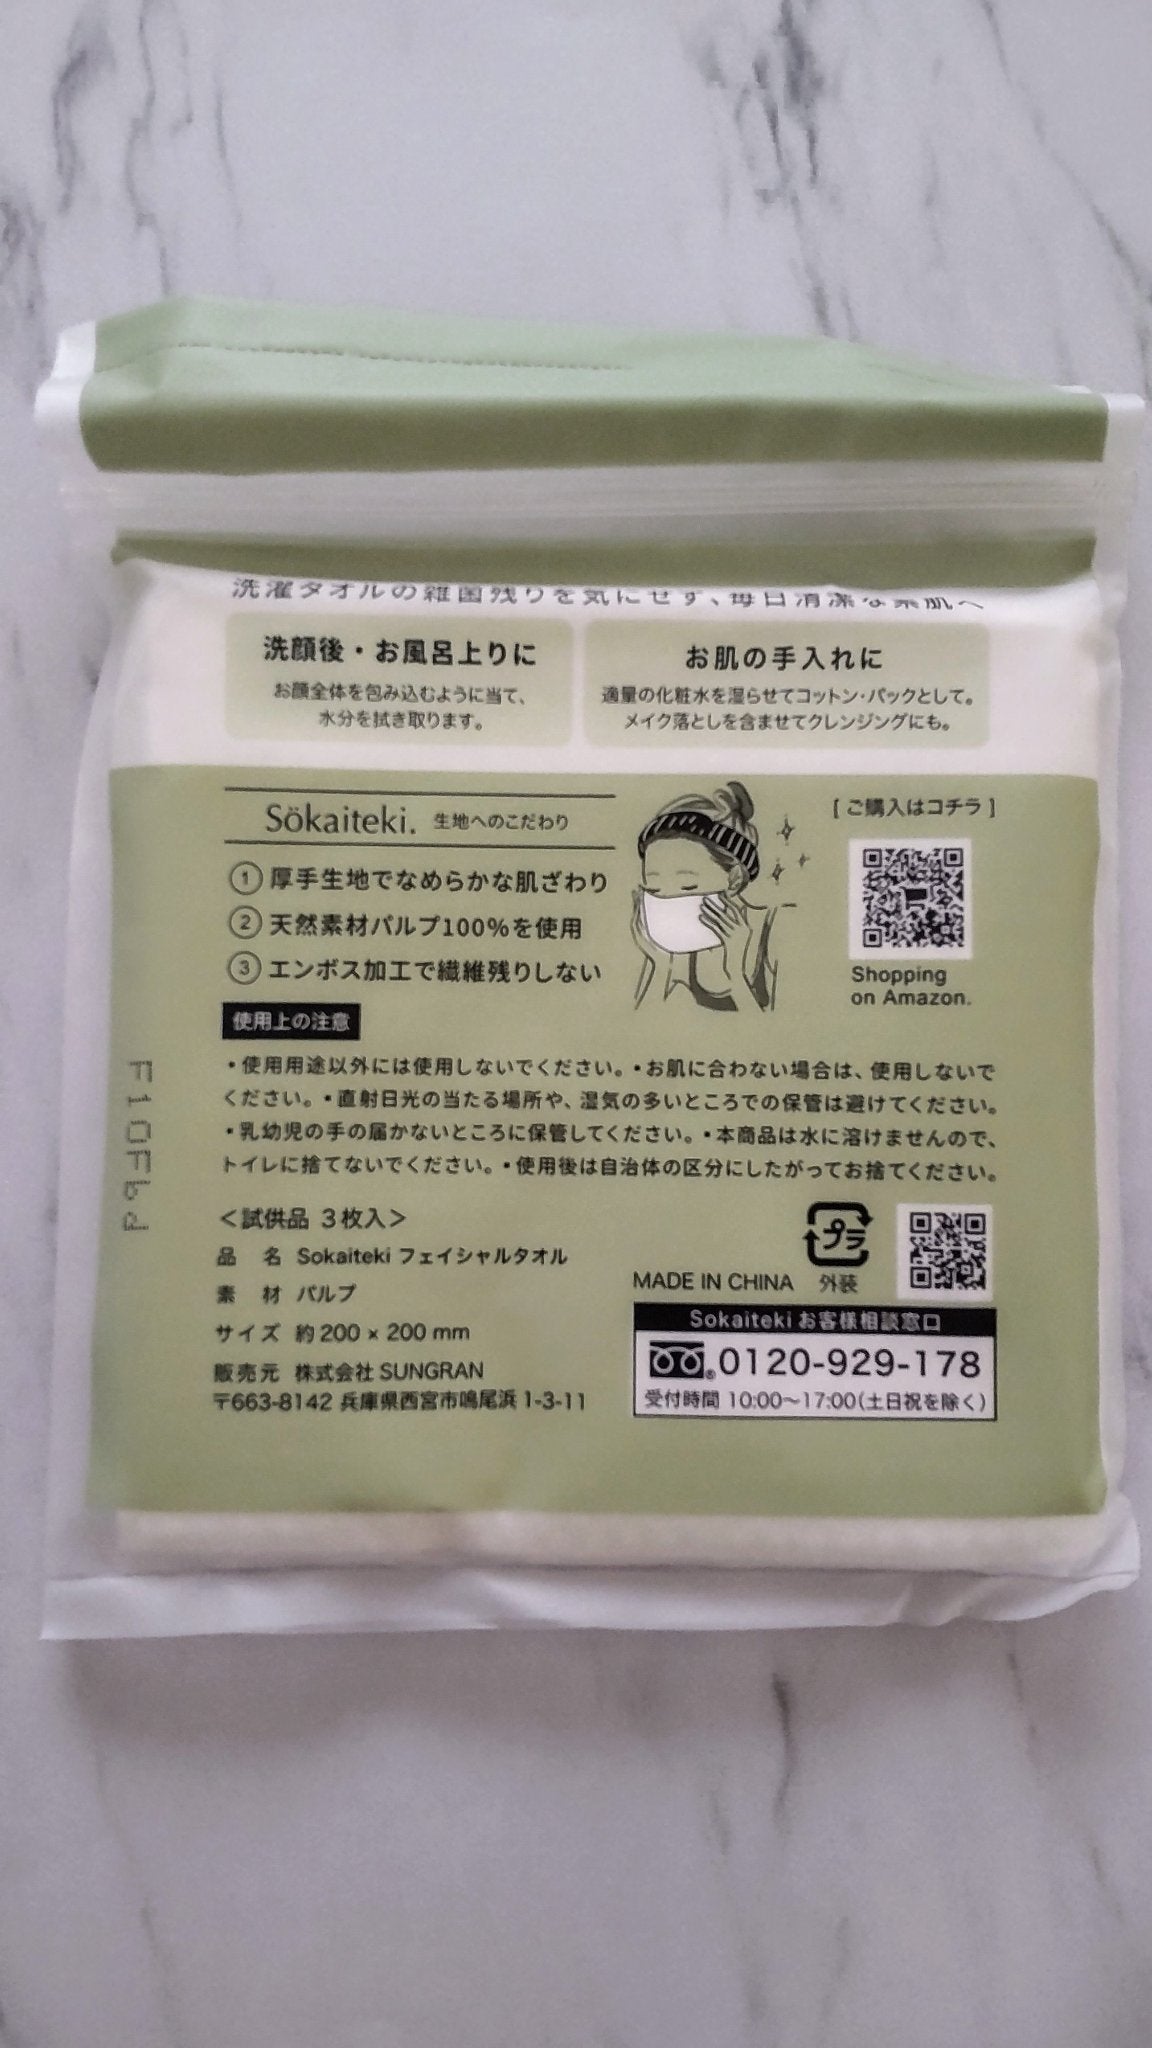 洗濯タオルの雑菌残りを気にせず、毎日清潔な素肌へ
洗顔後・お風呂上りに
お顔全体を包み込むように当て、
水分を拭き取ります。
お肌の手入れに
適量の化粧水を湿らせてコットン・パックとして。
メイク落としを含ませてクレンジングにも。
Sökaiteki. 生地へのこだわり
① 厚手生地でなめらかな肌ざわり
② 天然素材パルプ100%を使用
③ エンボス加工で繊維残りしない
[ ご購入はコチラ ]
Shopping
on Amazon.
使用上の注意
・使用用途以外には使用しないでください。・お肌に合わない場合は、使用しないで
ください。・直射日光の当たる場所や、湿気の多いところでの保管は避けてください。
・乳幼児の手の届かないところに保管してください。・本商品は水に溶けませんので、
トイレに捨てないでください。・使用後は自治体の区分にしたがってお捨てください。
＜試供品 3枚入＞
品 名 Sokaiteki フェイシャルタオル
素 材 パルプ
サイズ 約200 × 200 mm
販売元 株式会社 SUNGRAN
〒663-8142 兵庫県西宮市鳴尾浜 1-3-11
MADE IN CHINA
プラ
外装
Sokaiteki お客様相談窓口
0120-929-178
受付時間 10:00〜17:00(土日祝を除く)